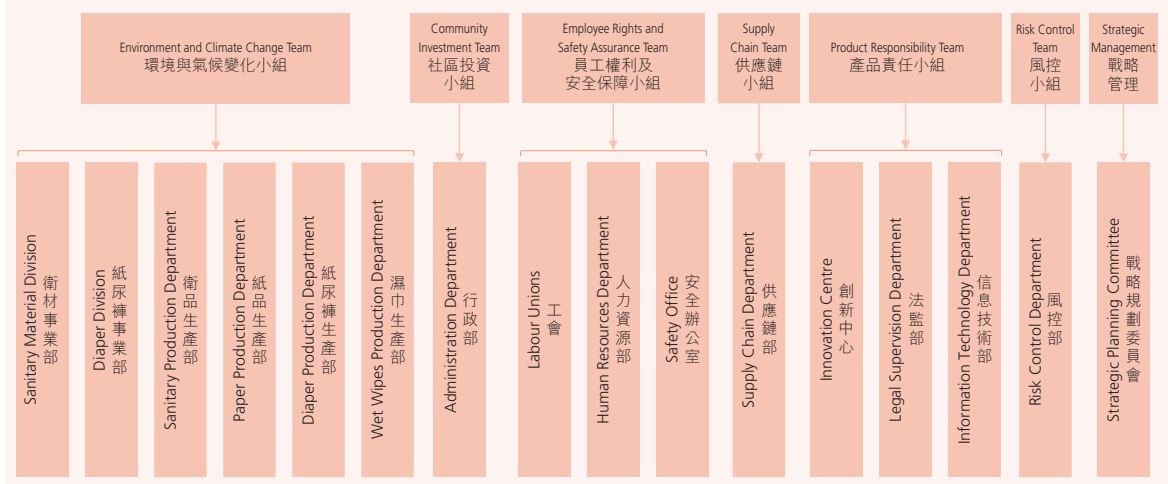 Environment and Climate Change Team
環境與氣候變化小組
Community
Investment Team
社區投資
小組
Employee Rights and
Safety Assurance Team
員工權利及
安全保障小組
Supply
Chain Team
供應鏈
小組
Product Responsibility Team
產品責任小組
Risk Control
Team
風控
小組
Strategic
Management
戰略
管理
Sanitary Material Division
衛材事業部
Diaper Division
紙尿褲事業部
Sanitary Production Department
衛品生產部
Paper Production Department
紙品生產部
Diaper Production Department
紙尿褲生產部
Wet Wipes Production Department
濕巾生產部
Administration Department
行政部
Labour Unions
工會
Human Resources Department
人力資源部
Safety Office
安全辦公室
Supply Chain Department
供應鏈部
Innovation Centre
創新中心
Legal Supervision Department
法監部
Information Technology Department
信息技術部
Risk Control Department
風控部
Strategic Planning Committee
戰略規劃委員會